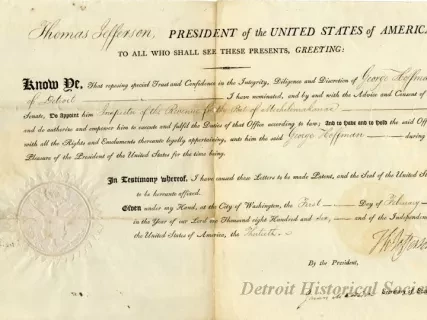 Thomas Jefferson, PRESIDENT of the UNITED STATES of AMERICA
TO ALL WHO SHALL SEE THESE PRESENTS, GREETING:
Know Ye, That reposing special Trust and Confidence in the Integrity, Diligence and Discretion of George Hoffman
of Detroit I have nominated, and by and with the Advice and Consent of
Senate, Do appoint him Inspector of the Revenue for the Port of Michilimakinac
and do authorize and empower him to execute and fulfil the Duties of that Office according to law; And to have and to hold the said Office
with all the Rights and Emoluments thereunto legally appertaining, unto him the said George Hoffman during
Pleasure of the President of the United States for the time being.
In Testimony whereof, I have caused these Letters to be made Patent, and the Seal of the United States
to be hereunto affixed.
Given under my Hand, at the City of Washington, the First Day of February
in the Year of our Lord one Thousand eight Hundred and Six, and of the Independence
the United States of America, the Thirtieth.
Th: Jefferson
By the President,
James Madison Secretary of State
Detroit Historical Society